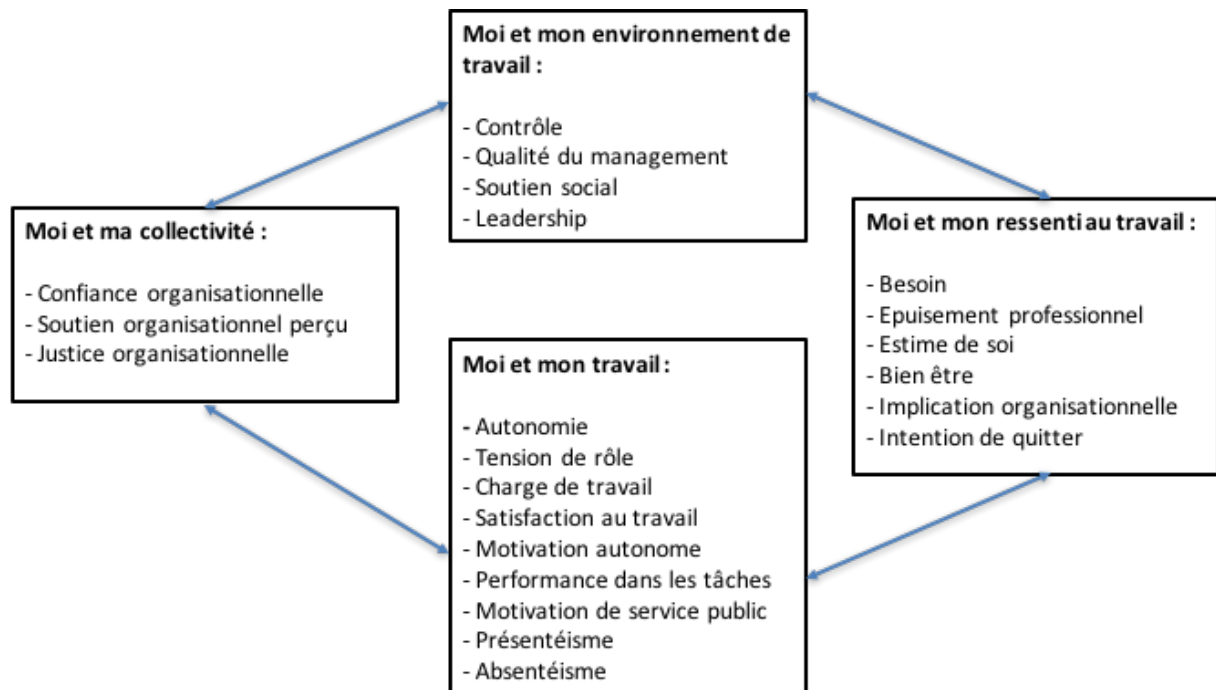 Moi et mon environnement de
travail :
- Contrôle
- Qualité du management
- Soutien social
- Leadership
Moi et ma collectivité :
- Confiance organisationnelle
- Soutien organisationnel perçu
- Justice organisationnelle
Moi et mon ressenti au travail :
- Besoin
- Epuisement professionnel
- Estime de soi
- Bien être
- Implication organisationnelle
- Intention de quitter
Moi et mon travail :
- Autonomie
- Tension de rôle
- Charge de travail
- Satisfaction au travail
- Motivation autonome
- Performance dans les tâches
- Motivation de service public
- Présentéisme
- Absentéisme